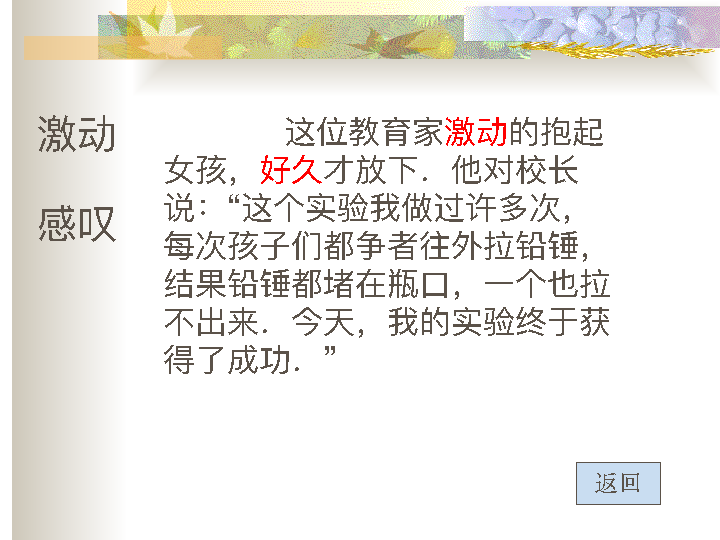 激动
感叹
这位教育家激动的抱起
女孩，好久才放下．他对校长
说：“这个实验我做过许多次，
每次孩子们都争者往外拉铅锤，
结果铅锤都堵在瓶口，一个也拉
不出来．今天，我的实验终于获
得了成功．”
返回